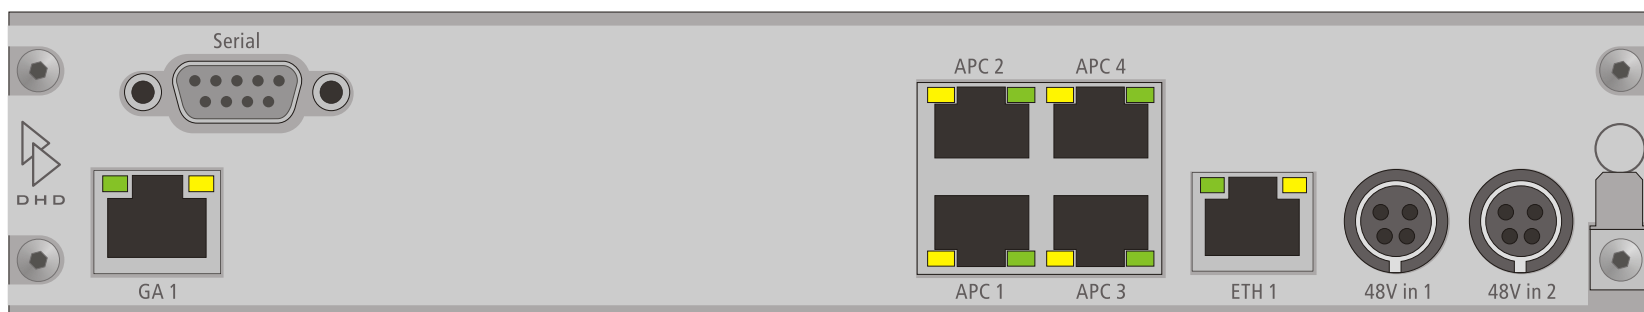 Serial
APC 2
APC 4
DHD
GA 1
APC 1
APC 3
ETH 1
48V in 1
48V in 2